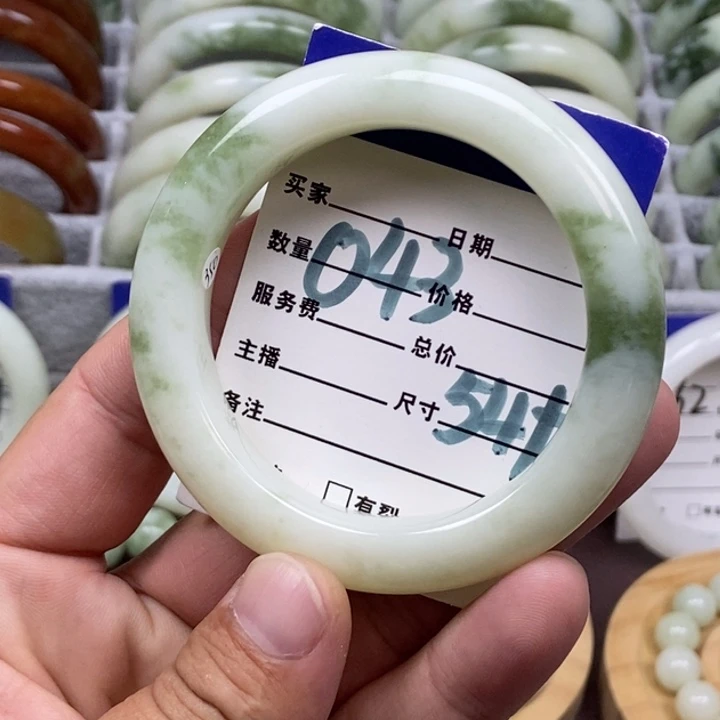 买家 日期
数量 043 价格
服务费 总价
主播 尺寸 54+
备注
有裂